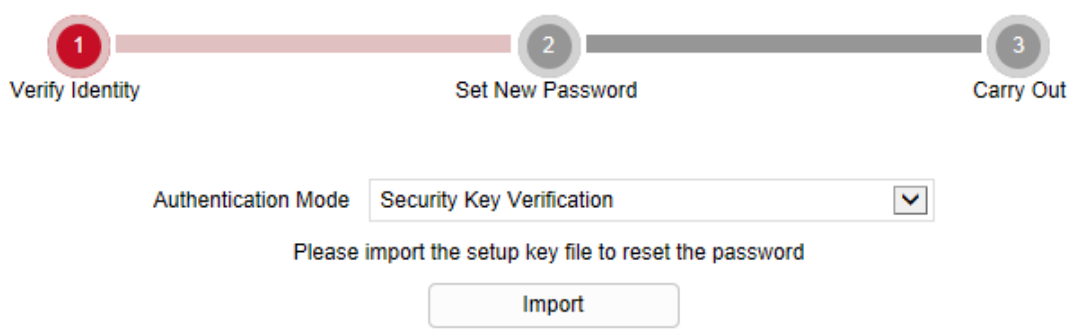 1 2 3
Verify Identity Set New Password Carry Out
Authentication Mode Security Key Verification
Please import the setup key file to reset the password
Import